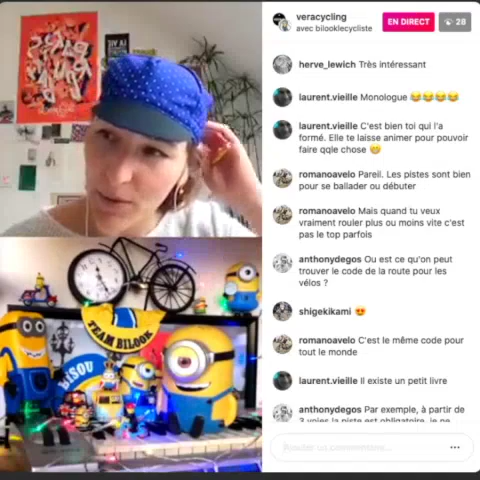 veracycling
avec bilooklecycliste
EN DIRECT
28
herve_lewich Très intéressant
laurent.vieille Monologue 😂😂😂😂
laurent.vieille C'est bien toi qui l'a
formé. Elle te laisse animer pour pouvoir
faire qqle chose 😁
romanoavelo Pareil. Les pistes sont bien
pour se ballader ou débuter
romanoavelo Mais quand tu veux
vraiment rouler plus ou moins vite c'est
pas le top parfois
anthonydegos Ou est ce qu'on peut
trouver le code de la route pour les
vélos ?
shigekikami 😍
romanoavelo C'est le même code pour
tout le monde
laurent.vieille Il existe un petit livre
anthonydegos Par exemple, à partir de
3 voies la piste est obligatoire, je ne
Ajouter un commentaire...
TEAM BILOOK
BISOU